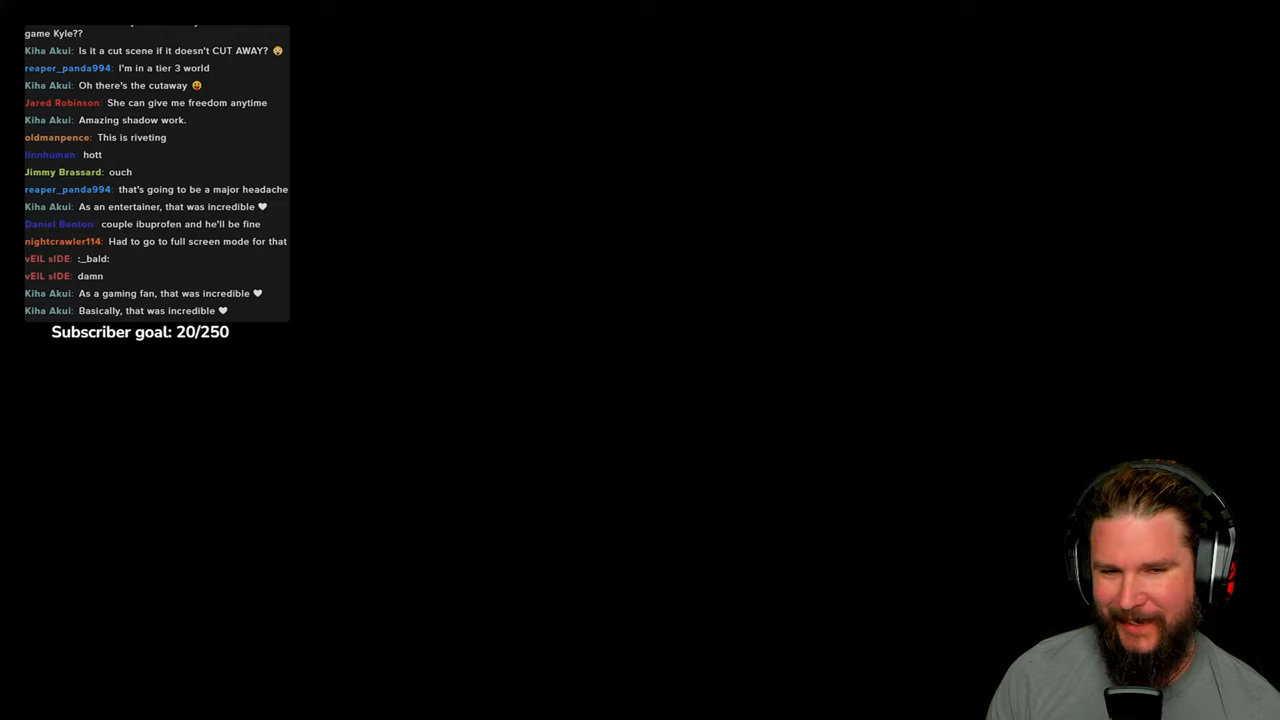 game Kyle??
Kiha Akui: Is it a cut scene if it doesn't CUT AWAY? 😧
reaper_panda994: I'm in a tier 3 world
Kiha Akui: Oh there's the cutaway 😀
Jared Robinson: She can give me freedom anytime
Kiha Akui: Amazing shadow work.
oldmanpence: This is riveting
linnhuman: hott
Jimmy Brassard: ouch
reaper_panda994: that's going to be a major headache
Kiha Akui: As an entertainer, that was incredible ♥
Daniel Benton: couple ibuprofen and he'll be fine
nightcrawler114: Had to go to full screen mode for that
vEIL sIDE: :_bald:
vEIL sIDE: damn
Kiha Akui: As a gaming fan, that was incredible ♥
Kiha Akui: Basically, that was incredible ♥
Subscriber goal: 20/250